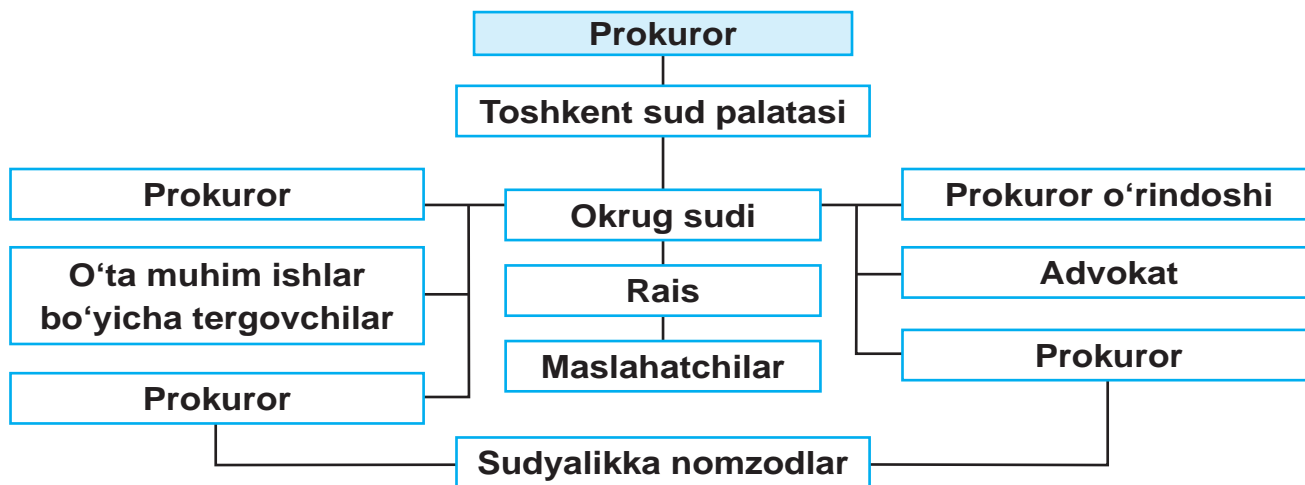 Prokuror
Toshkent sud palatasi
Prokuror
O‘ta muhim ishlar
bo‘yicha tergovchilar
Prokuror
Okrug sudi
Rais
Maslahatchilar
Prokuror o‘rindoshi
Advokat
Prokuror
Sudyalikka nomzodlar